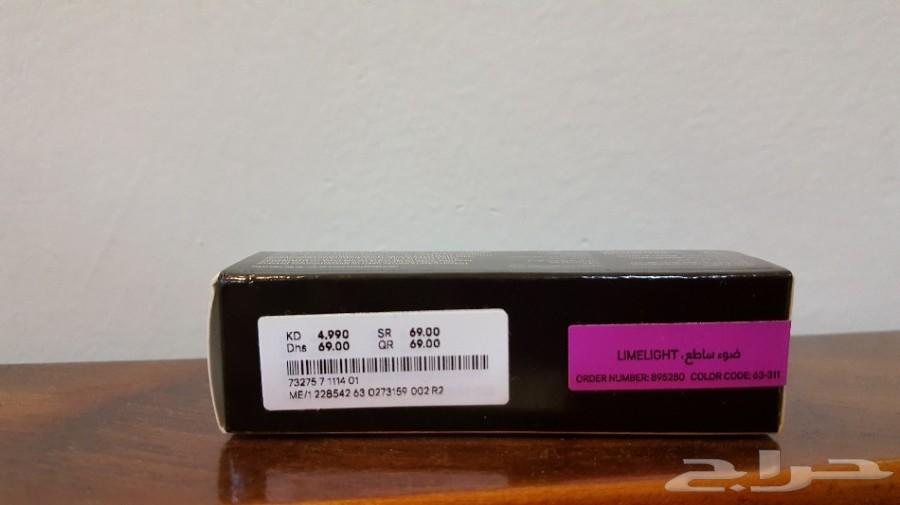 KD 4.990 SR 69.00
Dhs 69.00 QR 69.00
73275 7 1114 01
ME/1 228542 63 0273159 002 R2
LIMELIGHT ،ضوء ساطع
ORDER NUMBER: 895280 COLOR CODE: 63-311
حراج